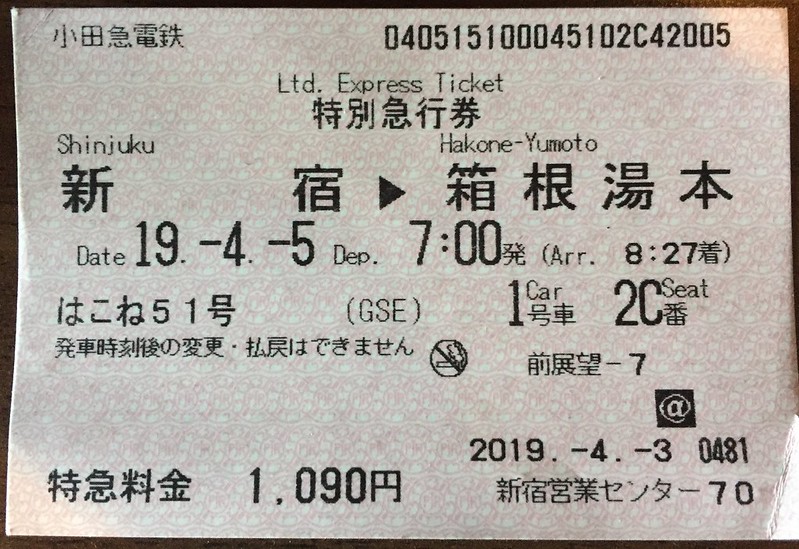 小田急電鉄 040515100045102C42005
Ltd. Express Ticket
特別急行券
Shinjuku Hakone-Yumoto
新宿 ▶ 箱根湯本
Date 19.-4.-5 Dep. 7:00発 (Arr. 8:27着)
はこね51号 (GSE) 1 Car 号車 2C Seat 番
発車時刻後の変更・払戻はできません
前展望-7
@
2019.-4.-3 0481
特急料金 1,090円 新宿営業センター70